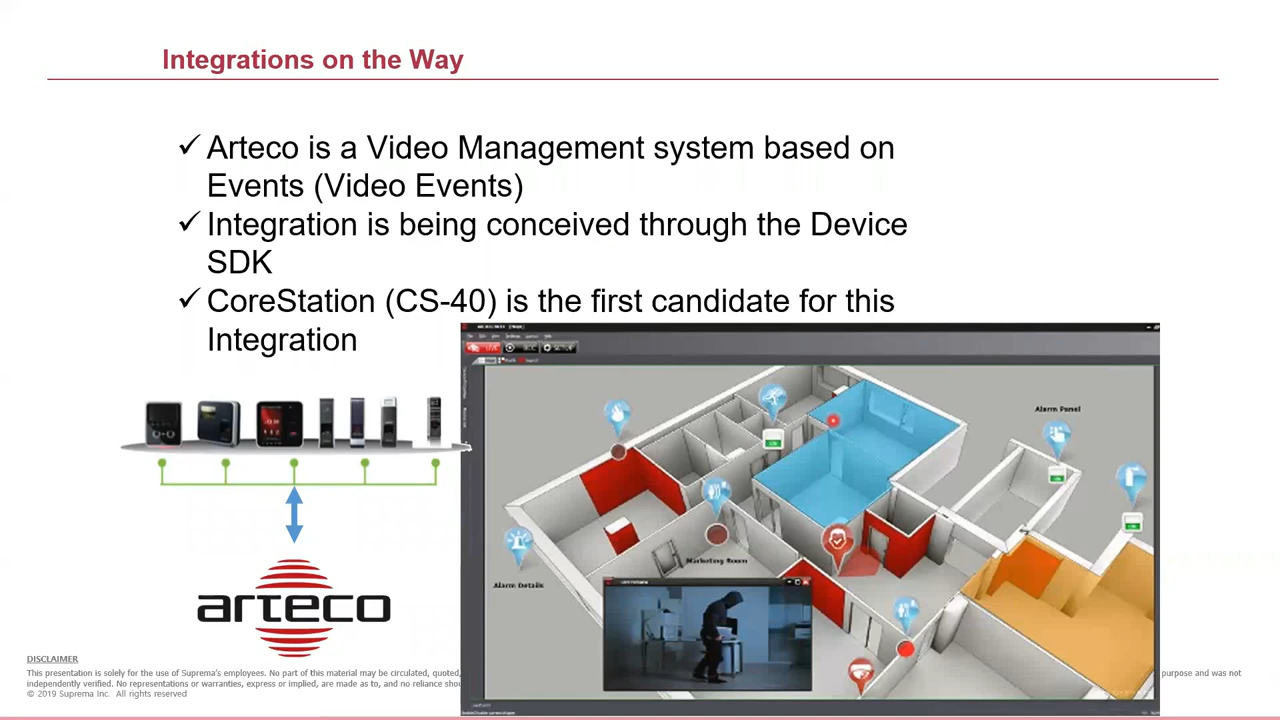 Integrations on the Way
✓ Arteco is a Video Management system based on
Events (Video Events)
✓ Integration is being conceived through the Device
SDK
✓ CoreStation (CS-40) is the first candidate for this
Integration
LIVE
SETUP
Alarm Panel
Marketing Room
Alarm Details
arteco
DISCLAIMER
This presentation is solely for the use of Suprema's employees. No part of this material may be circulated, quoted, purpose and was not
independently verified. No representations or warranties, express or implied, are made as to, and no reliance
© 2019 Suprema Inc. All rights reserved